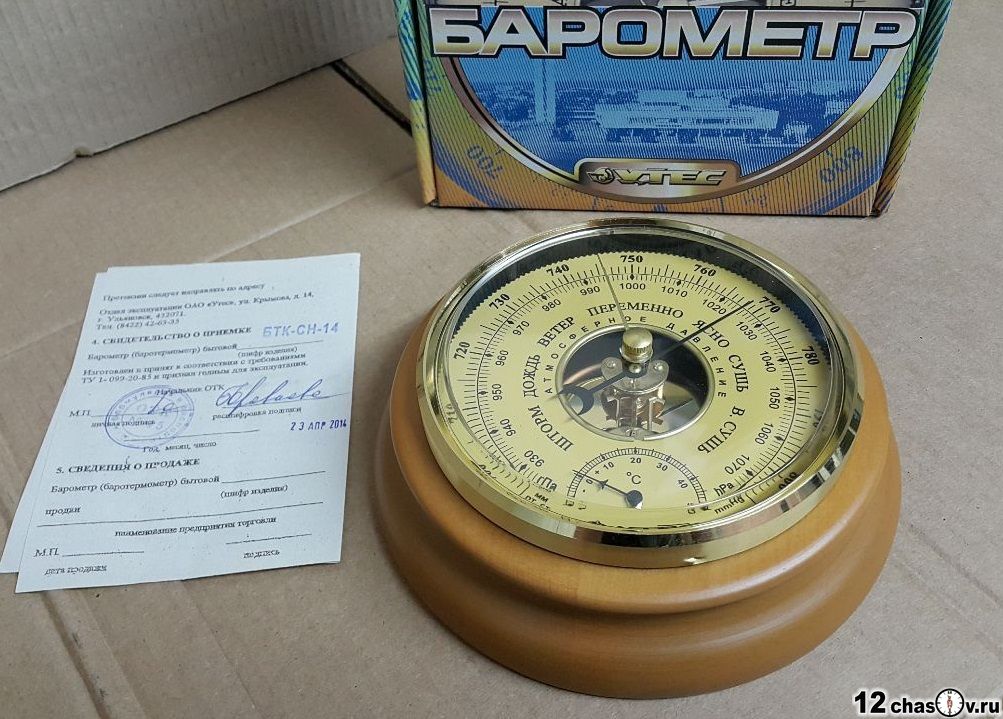 БАРОМЕТР
700
800
УТЕС
Претензии следует направлять по адресу
Отдел эксплуатации ОАО «Утес», ул. Крымова, д. 14,
г. Ульяновск, 432071.
Тел. (8422) 42-63-35
4. СВИДЕТЕЛЬСТВО О ПРИЕМКЕ
БТК-СН-14
Барометр (баротермометр) бытовой
(шифр изделия)
Изготовлен и принят в соответствии с требованиями
ТУ 1-099-20-85 и признан годным для эксплуатации.
Начальник ОТК
М.П.
личная подпись
расшифровка подписи
23 АПР 2014
Год, месяц, число
5. СВЕДЕНИЯ О ПРОДАЖЕ
Барометр (баротермометр) бытовой
(шифр изделия)
продан
наименование предприятия торговли
М.П.
подпись
дата продажи
720 730 740 750 760 770 780
930 940 950 960 970 980 990 1000 1010 1020 1030 1040 1050 1060 1070
hPa
mmHg
ШТОРМ ДОЖДЬ ВЕТЕР ПЕРЕМЕННО ЯСНО СУШЬ В. СУШЬ
АТМОСФЕРНОЕ ДАВЛЕНИЕ
гПа
мм
рт. ст.
0 +10 20 30 40
°C
12chasov.ru